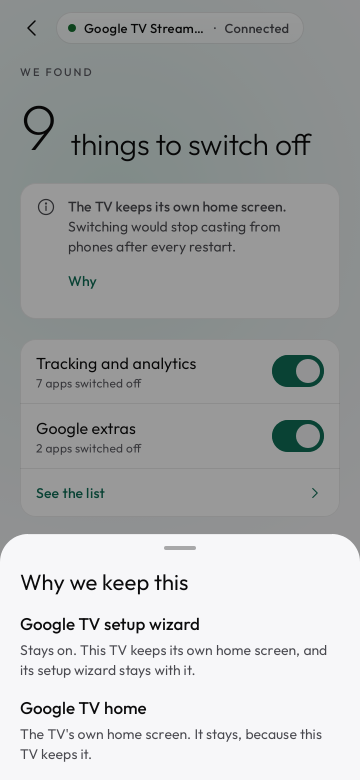 Google TV Stream... · Connected
WE FOUND
9 things to switch off
The TV keeps its own home screen.
Switching would stop casting from
phones after every restart.
Why
Tracking and analytics
7 apps switched off
Google extras
2 apps switched off
See the list
Why we keep this
Google TV setup wizard
Stays on. This TV keeps its own home screen, and
its setup wizard stays with it.
Google TV home
The TV's own home screen. It stays, because this
TV keeps it.